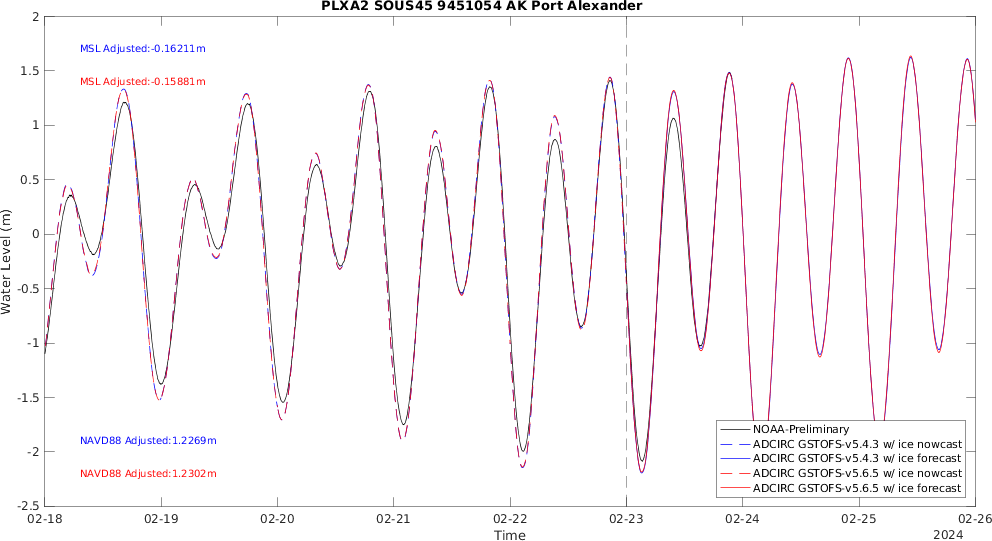 PLXA2 SOUS45 9451054 AK Port Alexander
2
1.5
1
0.5
0
-0.5
-1
-1.5
-2
-2.5
Water Level (m)
MSL Adjusted:-0.16211m
MSL Adjusted:-0.15881m
NAVD88 Adjusted:1.2269m
NAVD88 Adjusted:1.2302m
NOAA-Preliminary
ADCIRC GSTOFS-v5.4.3 w/ ice nowcast
ADCIRC GSTOFS-v5.4.3 w/ ice forecast
ADCIRC GSTOFS-v5.6.5 w/ ice nowcast
ADCIRC GSTOFS-v5.6.5 w/ ice forecast
02-18 02-19 02-20 02-21 02-22 02-23 02-24 02-25 02-26
Time
2024